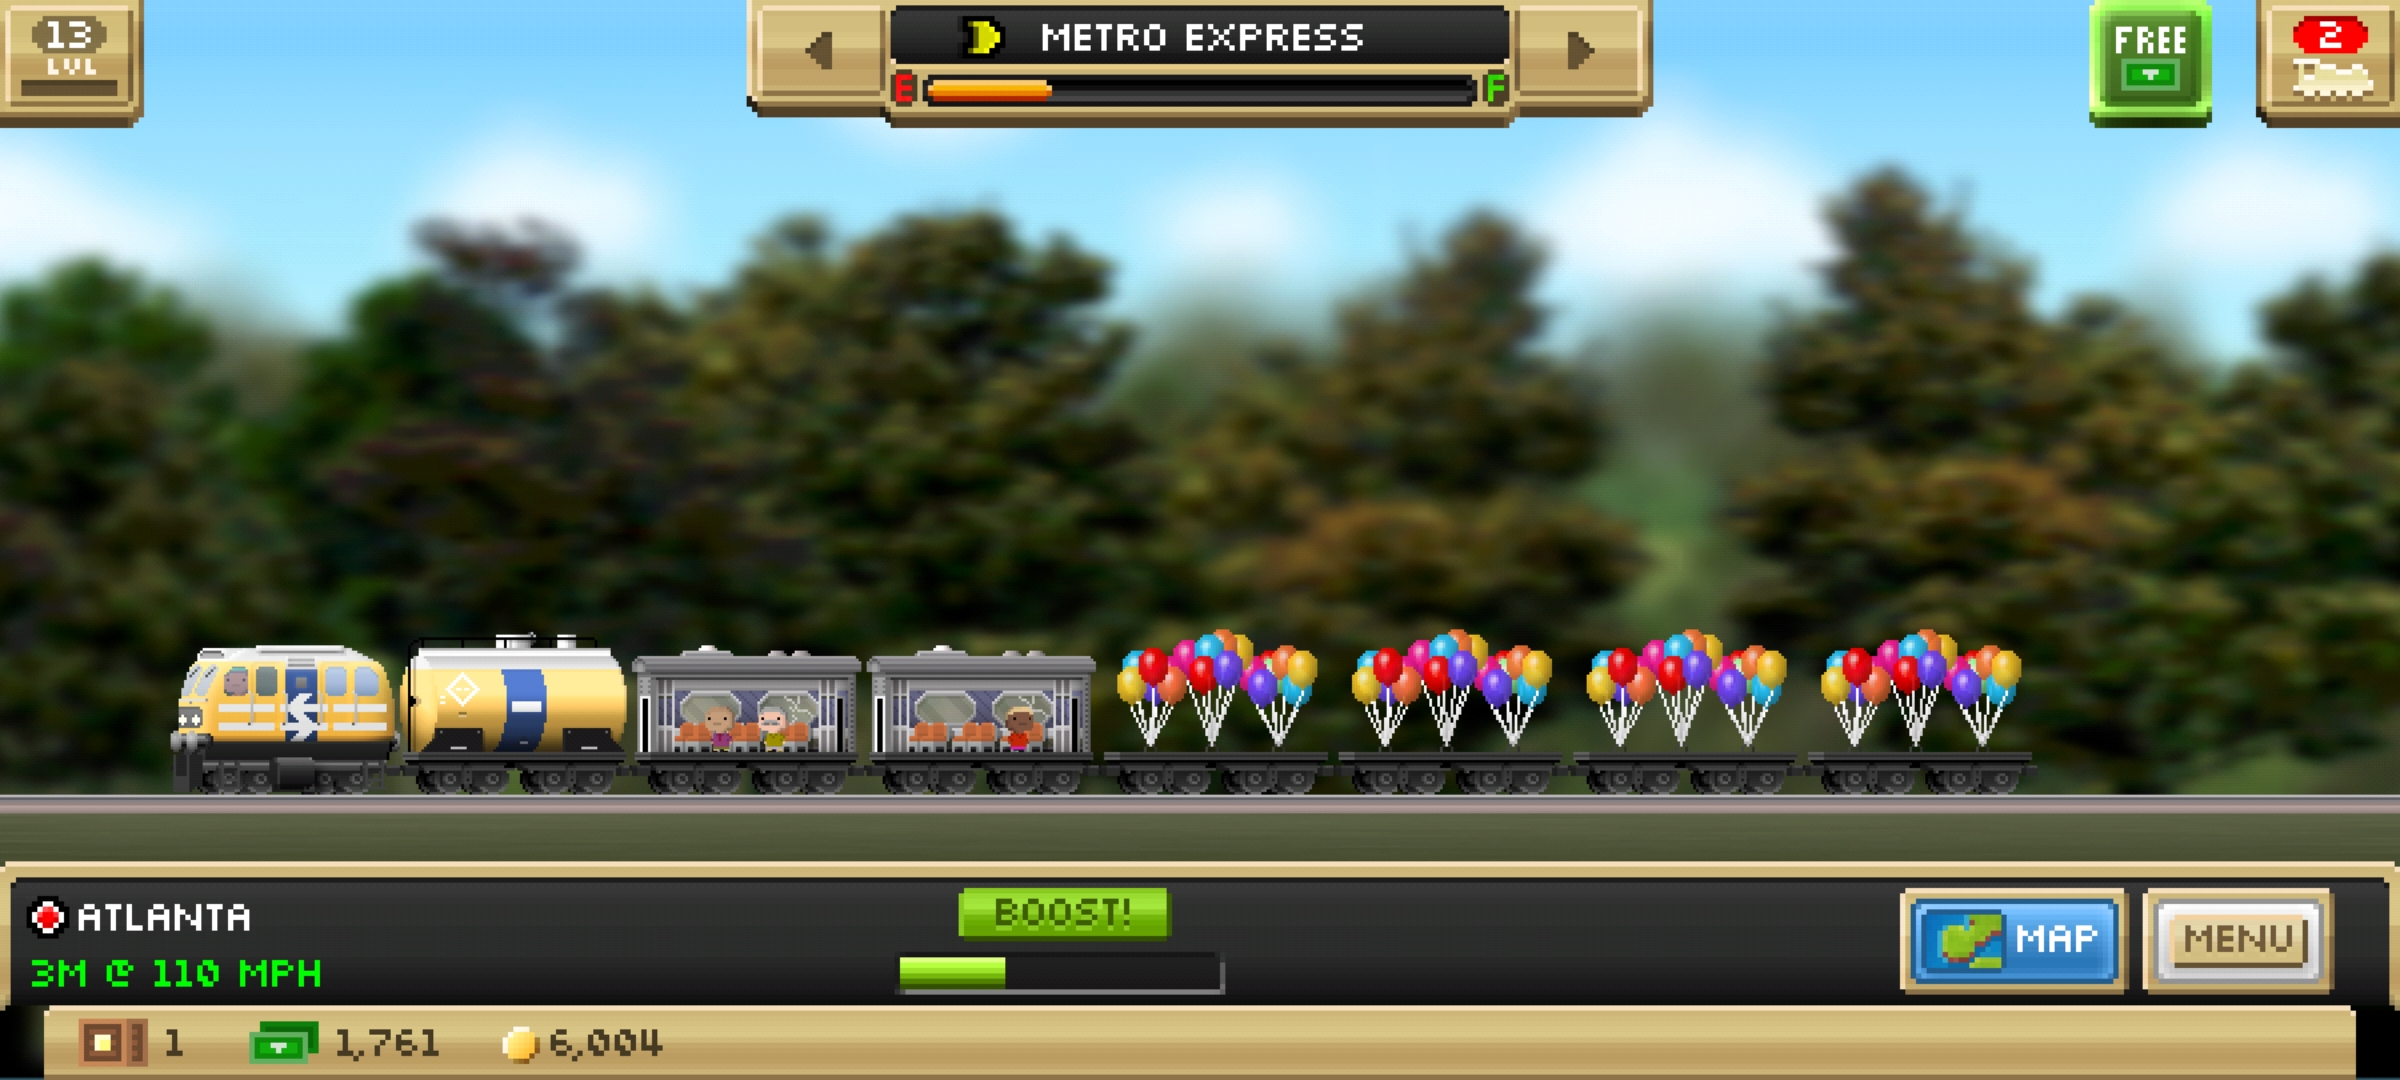 13
LVL
METRO EXPRESS
E
F
FREE
2
ATLANTA
3M @ 110 MPH
BOOST!
MAP
MENU
1
1,761
6,004